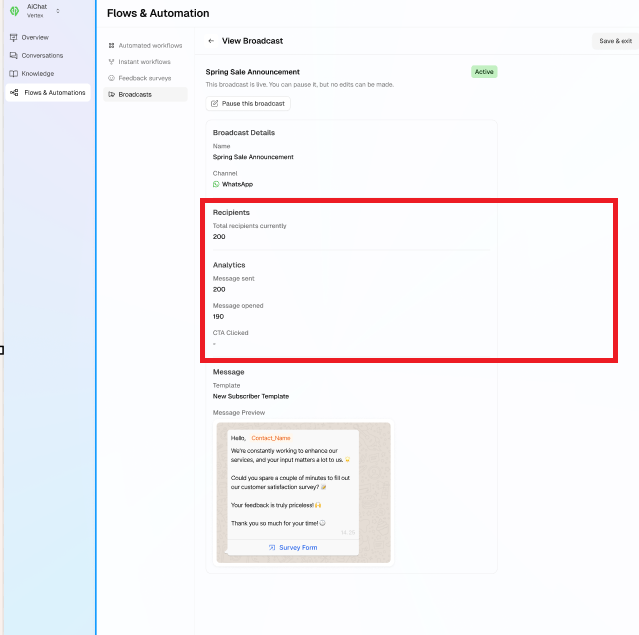 AiChat
Vertex
Flows & Automation
Overview
Conversations
Knowledge
Flows & Automations
Automated workflows
Instant workflows
Feedback surveys
Broadcasts
← View Broadcast
Save & exit
Spring Sale Announcement
Active
This broadcast is live. You can pause it, but no edits can be made.
Pause this broadcast
Broadcast Details
Name
Spring Sale Announcement
Channel
WhatsApp
Recipients
Total recipients currently
200
Analytics
Message sent
200
Message opened
190
CTA Clicked
-
Message
Template
New Subscriber Template
Message Preview
Hello, Contact_Name
We're constantly working to enhance our
services, and your input matters a lot to us.
Could you spare a couple of minutes to fill out
our customer satisfaction survey?
Your feedback is truly priceless!
Thank you so much for your time!
Survey Form